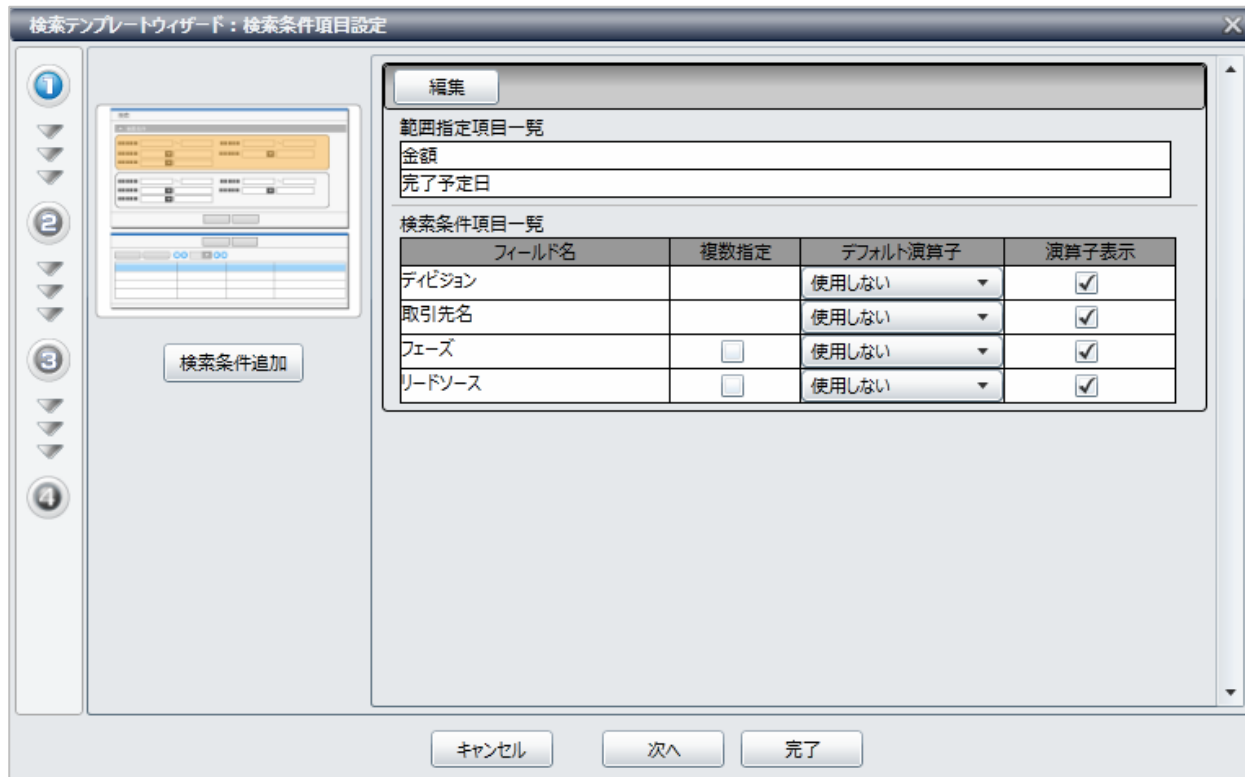 検索テンプレートウィザード：検索条件項目設定
1
編集
範囲指定項目一覧
金額
完了予定日
2
検索条件項目一覧
フィールド名 複数指定 デフォルト演算子 演算子表示
ディビジョン 使用しない
取引先名 使用しない
フェーズ 使用しない
リードソース 使用しない
3
検索条件追加
4
キャンセル 次へ 完了